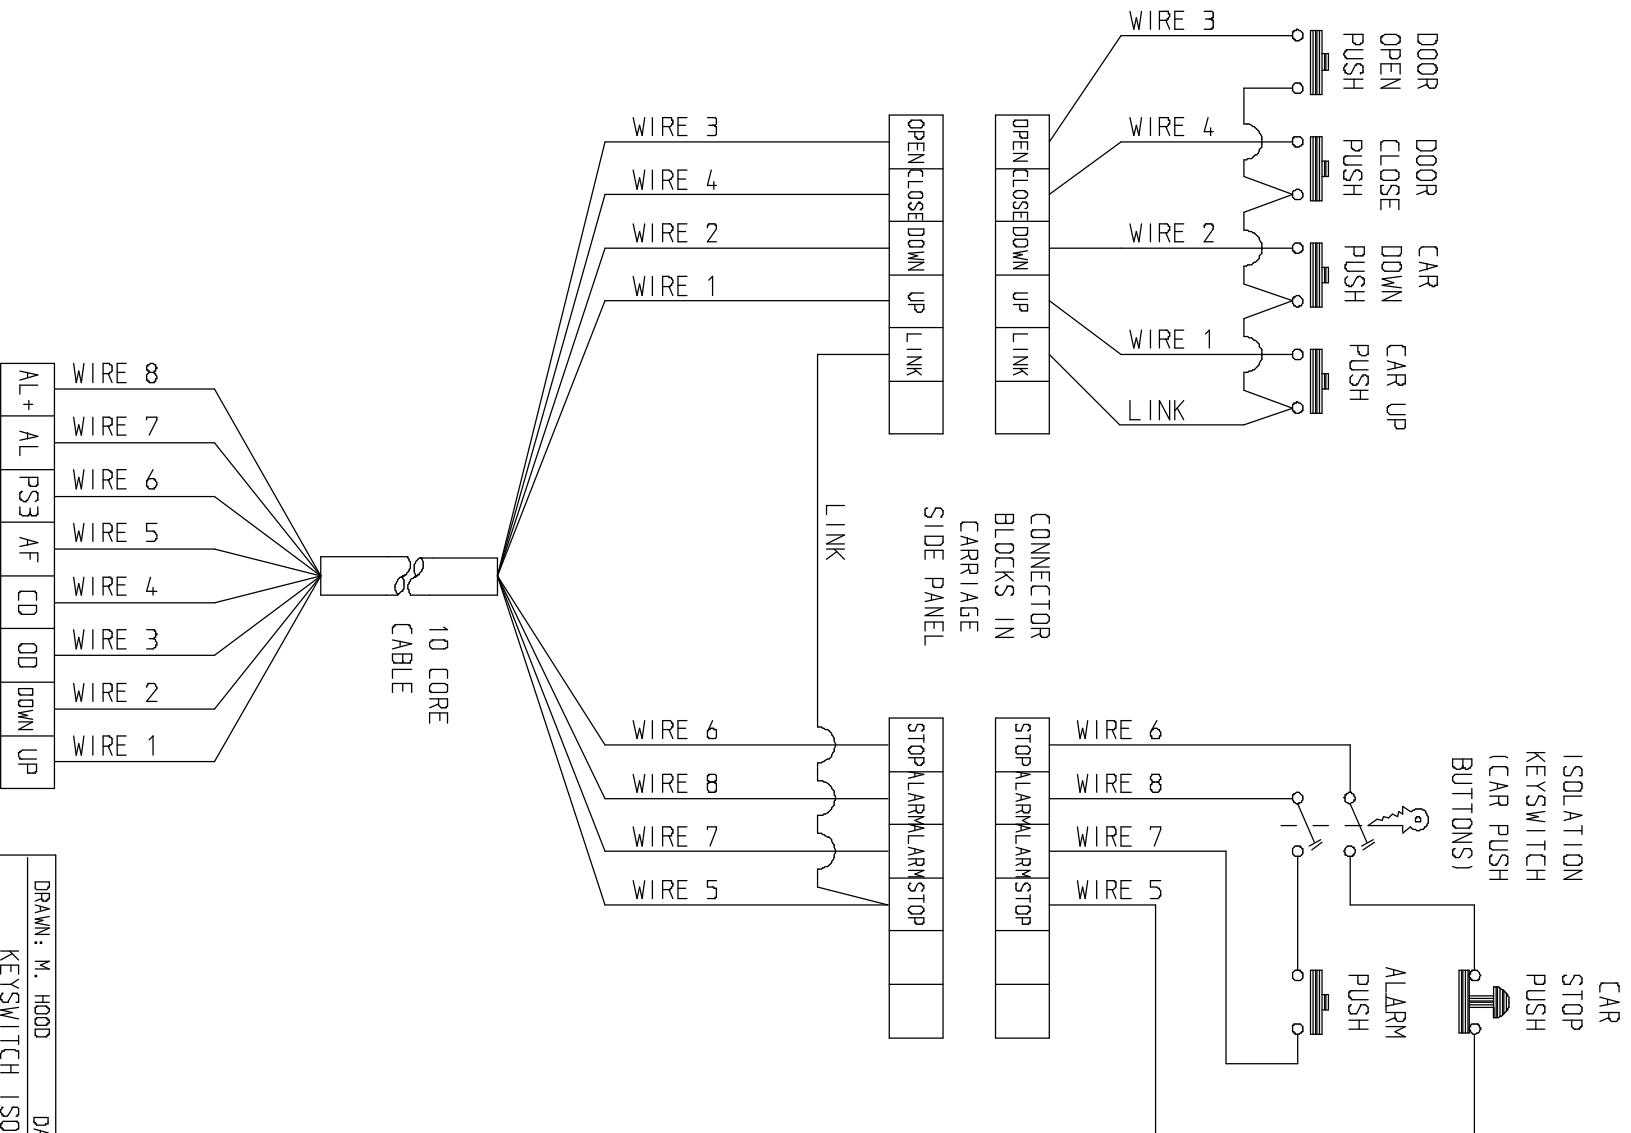 DOOR
OPEN
PUSH
DOOR
CLOSE
PUSH
CAR
DOWN
PUSH
CAR UP
PUSH
WIRE 3
WIRE 4
WIRE 2
WIRE 1
LINK
OPEN
CLOSE
DOWN
UP
LINK
OPEN
CLOSE
DOWN
UP
LINK
WIRE 3
WIRE 4
WIRE 2
WIRE 1
LINK
CONNECTOR
BLOCKS IN
CARRIAGE
SIDE PANEL
ISOLATION
KEYSWITCH
(CAR PUSH
BUTTONS)
CAR
STOP
PUSH
ALARM
PUSH
WIRE 6
WIRE 8
WIRE 7
WIRE 5
STOP
ALARM
ALARM
STOP
STOP
ALARM
ALARM
STOP
WIRE 6
WIRE 8
WIRE 7
WIRE 5
10 CORE
CABLE
WIRE 8
WIRE 7
WIRE 6
WIRE 5
WIRE 4
WIRE 3
WIRE 2
WIRE 1
AL+
AL
PS3
AF
CD
OD
DOWN
UP
DRAWN: M. HOOD
DA
KEYSWITCH ISO